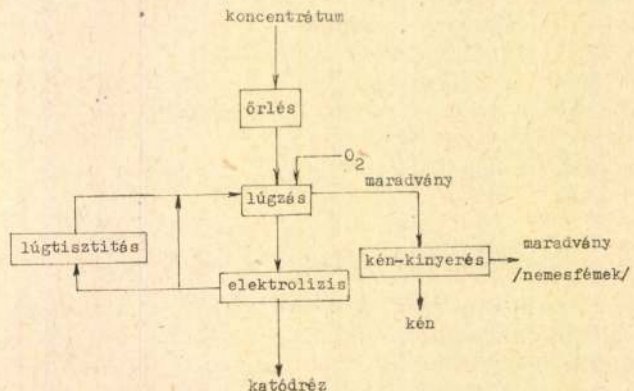 koncentrátum
őrlés
O2
maradvány
lúgzás
lúgtisztitás
kén-kinyerés
maradvány
/nemesfémek/
elektrolizis
kén
katódréz